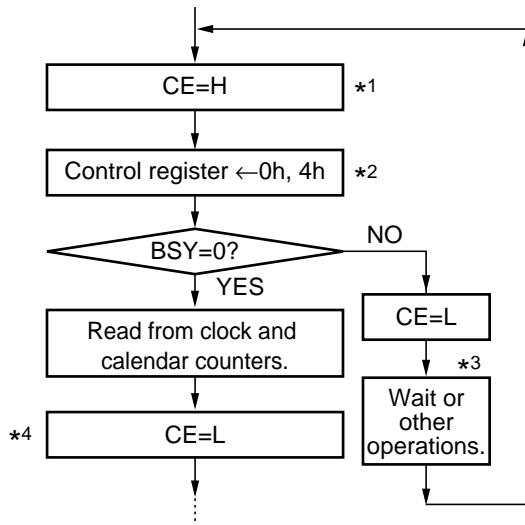 CE=H
*1
Control register ←0h, 4h
*2
BSY=0?
NO
YES
Read from clock and
calendar counters.
CE=L
*3
Wait or
other
operations.
*4
CE=L